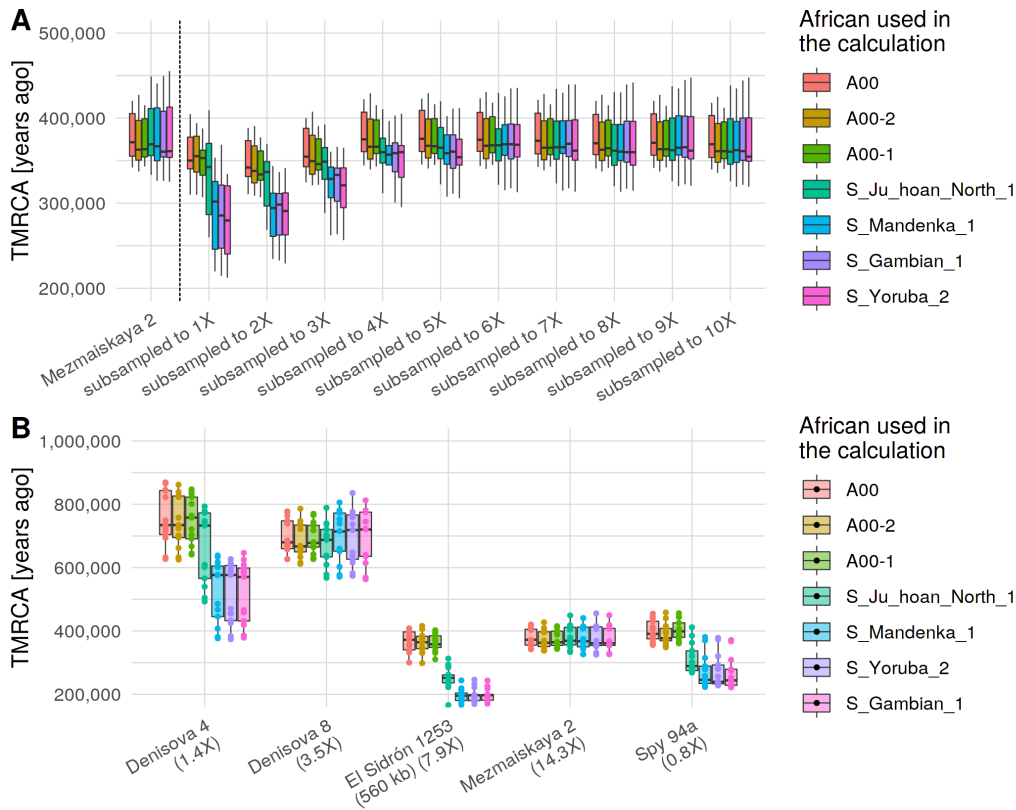 A
TMRCA [years ago]
500,000
400,000
300,000
200,000
Mezmaiskaya 2
subsampled to 1X
subsampled to 2X
subsampled to 3X
subsampled to 4X
subsampled to 5X
subsampled to 6X
subsampled to 7X
subsampled to 8X
subsampled to 9X
subsampled to 10X
African used in
the calculation
A00
A00-2
A00-1
S_Ju_hoan_North_1
S_Mandenka_1
S_Gambian_1
S_Yoruba_2
B
TMRCA [years ago]
1,000,000
800,000
600,000
400,000
200,000
Denisova 4
(1.4X)
Denisova 8
(3.5X)
El Sidrón 1253
(560 kb) (7.9X)
Mezmaiskaya 2
(14.3X)
Spy 94a
(0.8X)
African used in
the calculation
A00
A00-2
A00-1
S_Ju_hoan_North_1
S_Mandenka_1
S_Yoruba_2
S_Gambian_1